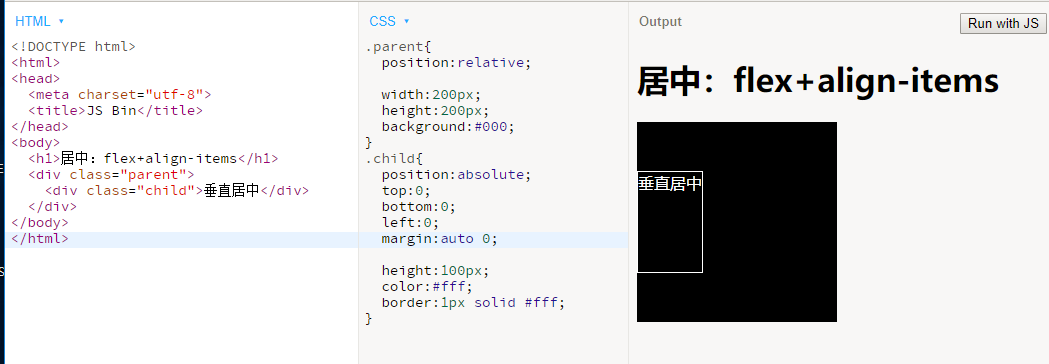 HTML ▾
<!DOCTYPE html>
<html>
<head>
  <meta charset="utf-8">
  <title>JS Bin</title>
</head>
<body>
  <h1>居中：flex+align-items</h1>
  <div class="parent">
    <div class="child">垂直居中</div>
  </div>
</body>
</html>
CSS ▾
.parent{
  position:relative;
  width:200px;
  height:200px;
  background:#000;
}
.child{
  position:absolute;
  top:0;
  bottom:0;
  left:0;
  margin:auto 0;
  height:100px;
  color:#fff;
  border:1px solid #fff;
}
Output
Run with JS
居中：flex+align-items
垂直居中